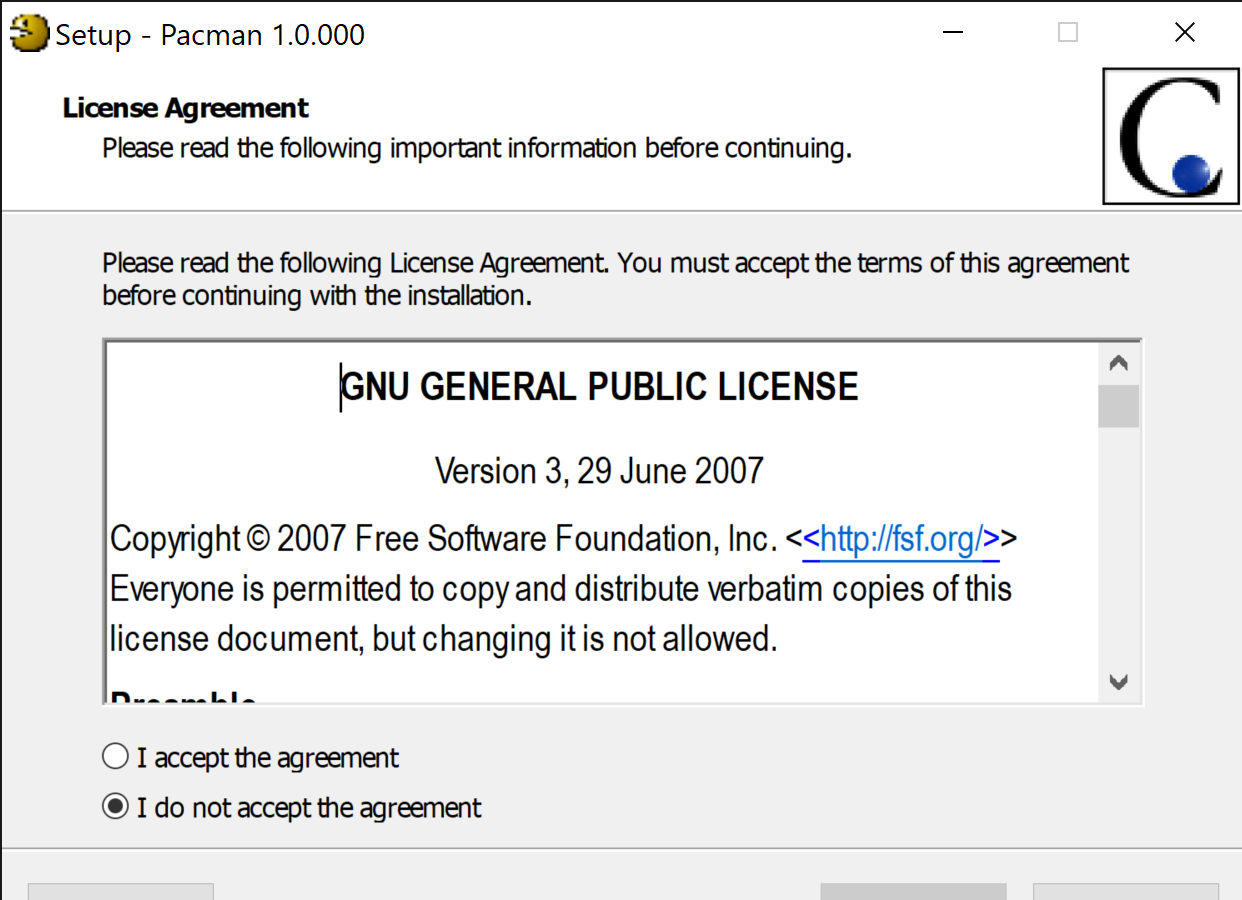 Setup - Pacman 1.0.000
License Agreement
Please read the following important information before continuing.
C
Please read the following License Agreement. You must accept the terms of this agreement
before continuing with the installation.
GNU GENERAL PUBLIC LICENSE
Version 3, 29 June 2007
Copyright © 2007 Free Software Foundation, Inc. <<http://fsf.org/>>
Everyone is permitted to copy and distribute verbatim copies of this
license document, but changing it is not allowed.
Preamble
I accept the agreement
I do not accept the agreement